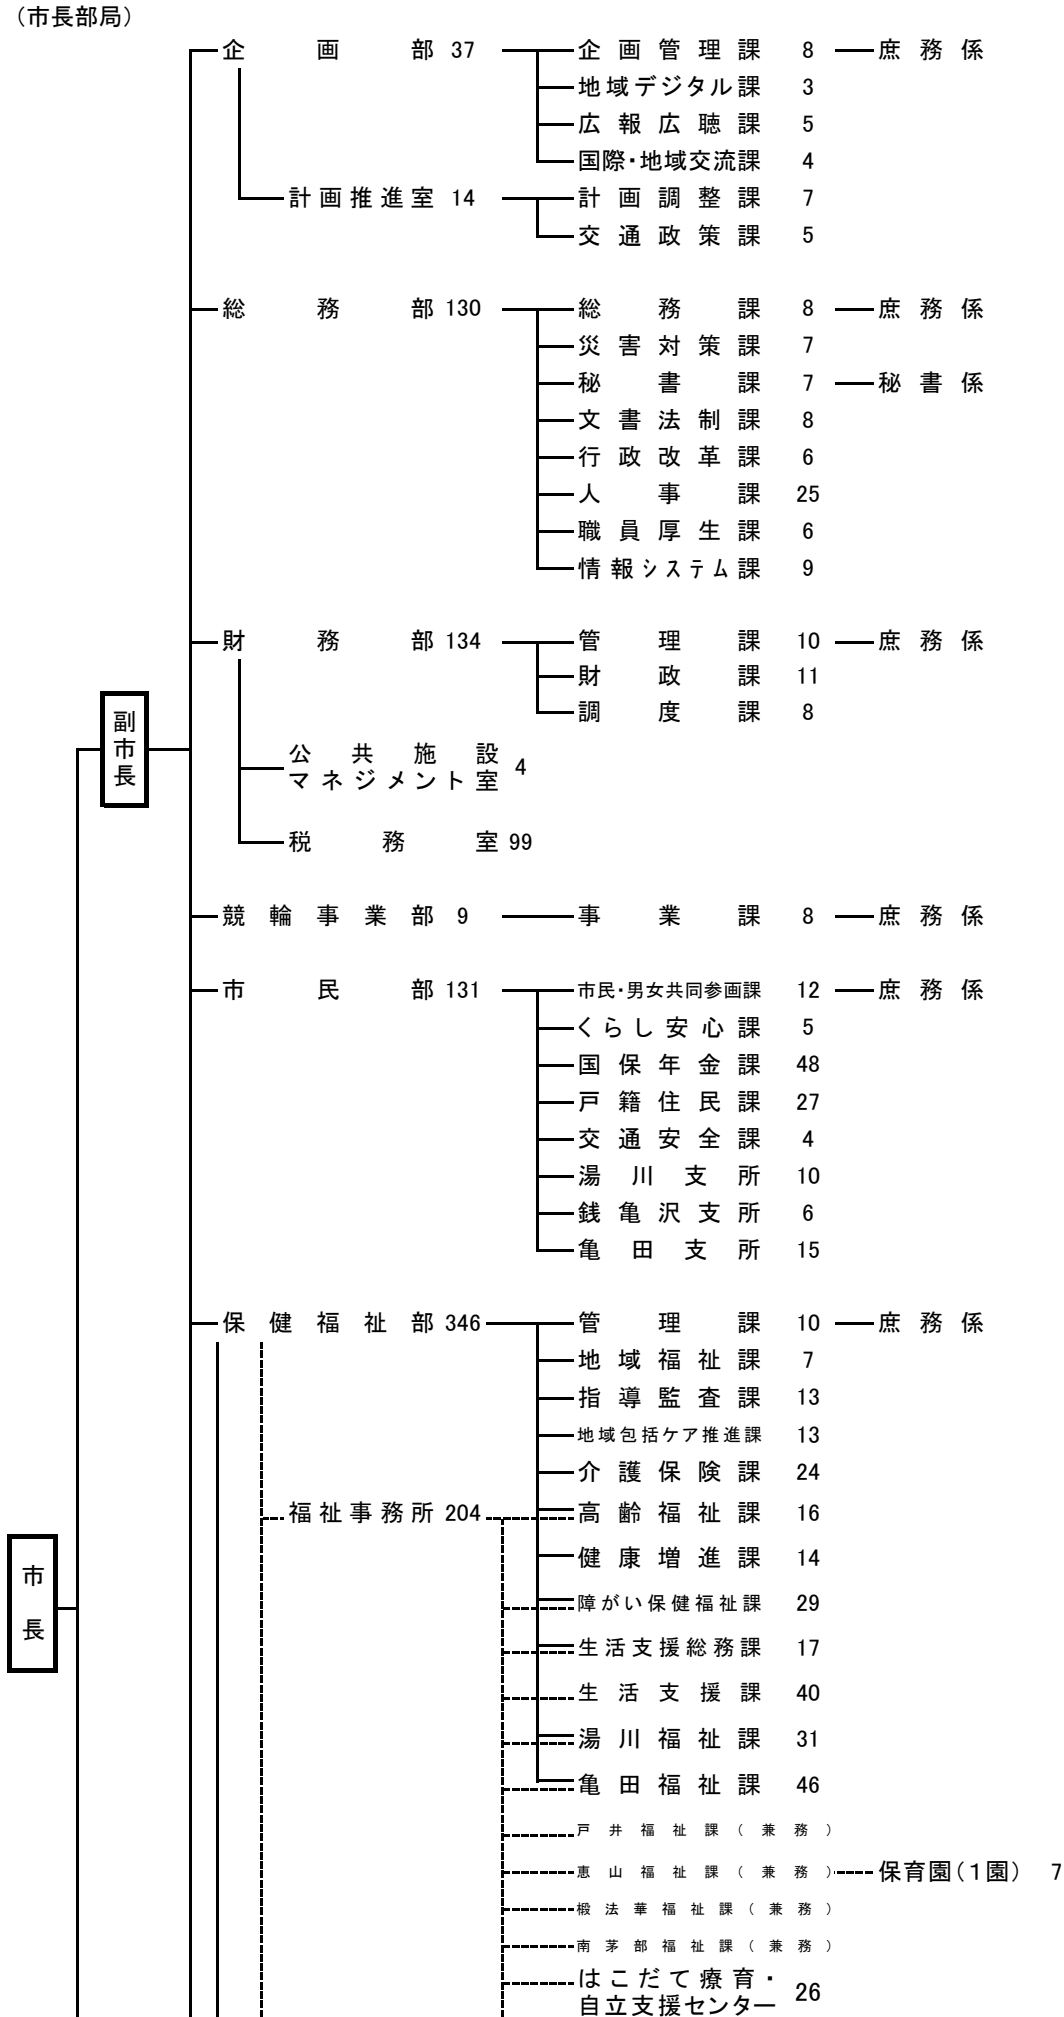 （市長部局）
企画部 37 企画管理課 8 庶務係
地域デジタル課 3
広報広聴課 5
国際・地域交流課 4
計画推進室 14 計画調整課 7
交通政策課 5
総務部 130 総務課 8 庶務係
災害対策課 7
秘書課 7 秘書係
文書法制課 8
行政改革課 6
人事課 25
職員厚生課 6
情報システム課 9
財務部 134 管理課 10 庶務係
財政課 11
調度課 8
副市長
公共施設
マネジメント室 4
税務室 99
競輪事業部 9 事業課 8 庶務係
市民部 131 市民・男女共同参画課 12 庶務係
くらし安心課 5
国保年金課 48
戸籍住民課 27
交通安全課 4
湯川支所 10
銭亀沢支所 6
亀田支所 15
保健福祉部 346 管理課 10 庶務係
地域福祉課 7
指導監査課 13
地域包括ケア推進課 13
介護保険課 24
福祉事務所 204 高齢福祉課 16
健康増進課 14
市長
障がい保健福祉課 29
生活支援総務課 17
生活支援課 40
湯川福祉課 31
亀田福祉課 46
戸井福祉課（兼務）
恵山福祉課（兼務） 保育園（1園） 7
椴法華福祉課（兼務）
南茅部福祉課（兼務）
はこだて療育・
自立支援センター 26